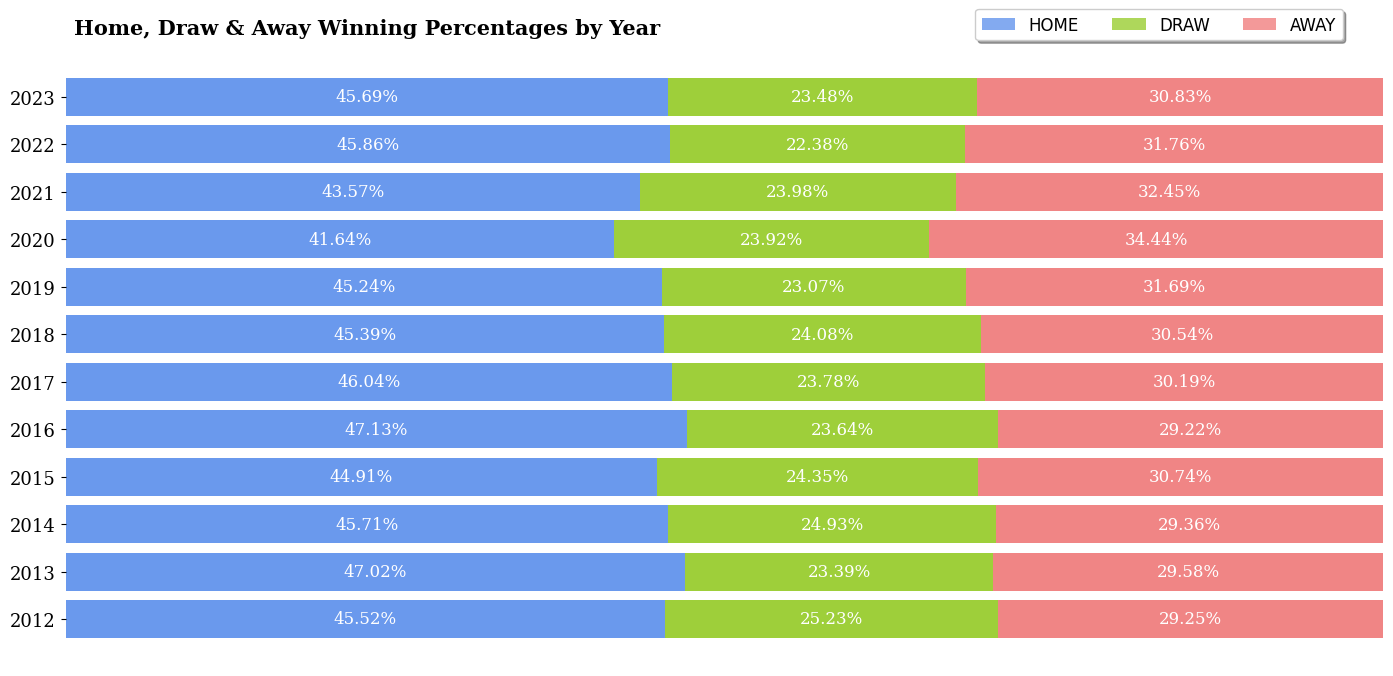 Home, Draw & Away Winning Percentages by Year
HOME DRAW AWAY
2023 45.69% 23.48% 30.83%
2022 45.86% 22.38% 31.76%
2021 43.57% 23.98% 32.45%
2020 41.64% 23.92% 34.44%
2019 45.24% 23.07% 31.69%
2018 45.39% 24.08% 30.54%
2017 46.04% 23.78% 30.19%
2016 47.13% 23.64% 29.22%
2015 44.91% 24.35% 30.74%
2014 45.71% 24.93% 29.36%
2013 47.02% 23.39% 29.58%
2012 45.52% 25.23% 29.25%